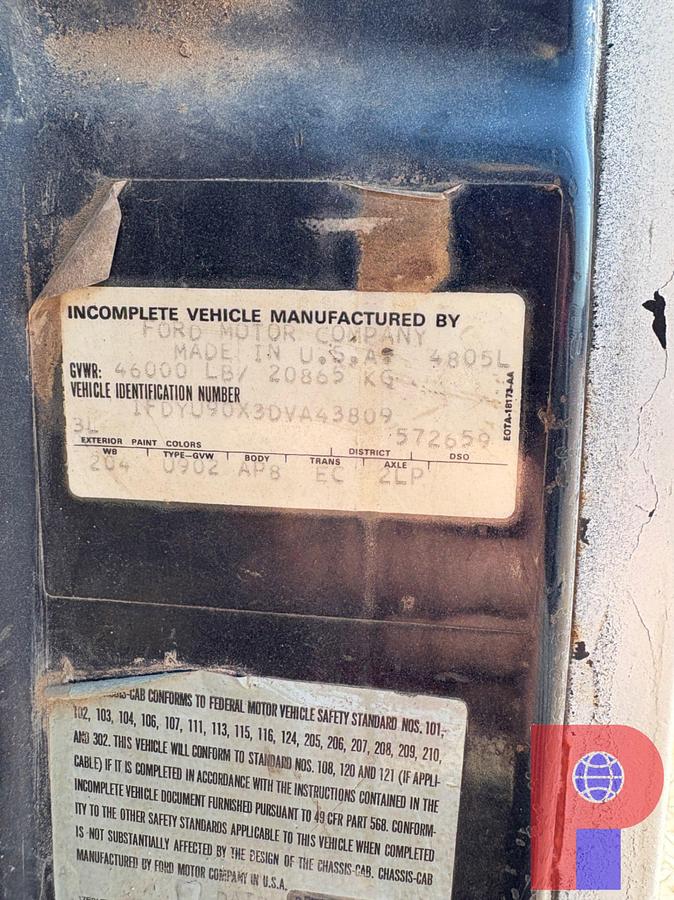 INCOMPLETE VEHICLE MANUFACTURED BY
FORD MOTOR COMPANY
MADE IN U.S.A. 4805L
GVWR: 46000 LB/ 20865 KG
VEHICLE IDENTIFICATION NUMBER
1FDYU90X3DVA43809
3L 572659
EXTERIOR PAINT COLORS DISTRICT DSO
WB TYPE-GVW BODY TRANS AXLE
204 U902 AP8 EC 2LP
EOTA-18173-AA
-CAB CONFORMS TO FEDERAL MOTOR VEHICLE SAFETY STANDARD NOS. 101,
102, 103, 104, 106, 107, 111, 113, 115, 116, 124, 205, 206, 207, 208, 209, 210,
AND 302. THIS VEHICLE WILL CONFORM TO STANDARD NOS. 108, 120 AND 121 (IF APPLI-
CABLE) IF IT IS COMPLETED IN ACCORDANCE WITH THE INSTRUCTIONS CONTAINED IN THE
INCOMPLETE VEHICLE DOCUMENT FURNISHED PURSUANT TO 49 CFR PART 568. CONFORM-
ITY TO THE OTHER SAFETY STANDARDS APPLICABLE TO THIS VEHICLE WHEN COMPLETED
IS NOT SUBSTANTIALLY AFFECTED BY THE DESIGN OF THE CHASSIS-CAB. CHASSIS-CAB
MANUFACTURED BY FORD MOTOR COMPANY IN U.S.A.